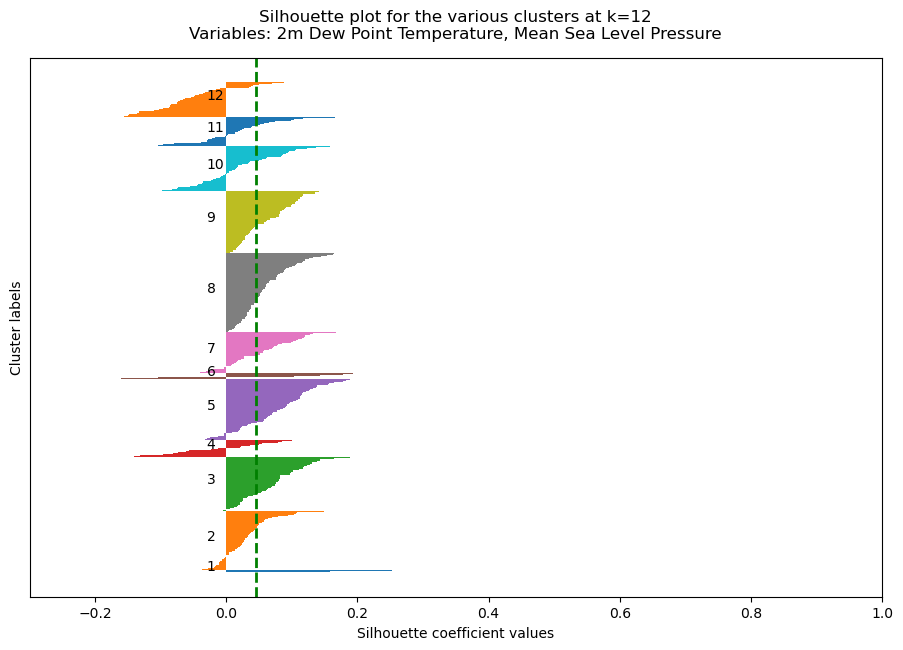 Silhouette plot for the various clusters at k=12
Variables: 2m Dew Point Temperature, Mean Sea Level Pressure
Cluster labels
12
11
10
9
8
7
6
5
4
3
2
1
−0.2 0.0 0.2 0.4 0.6 0.8 1.0
Silhouette coefficient values